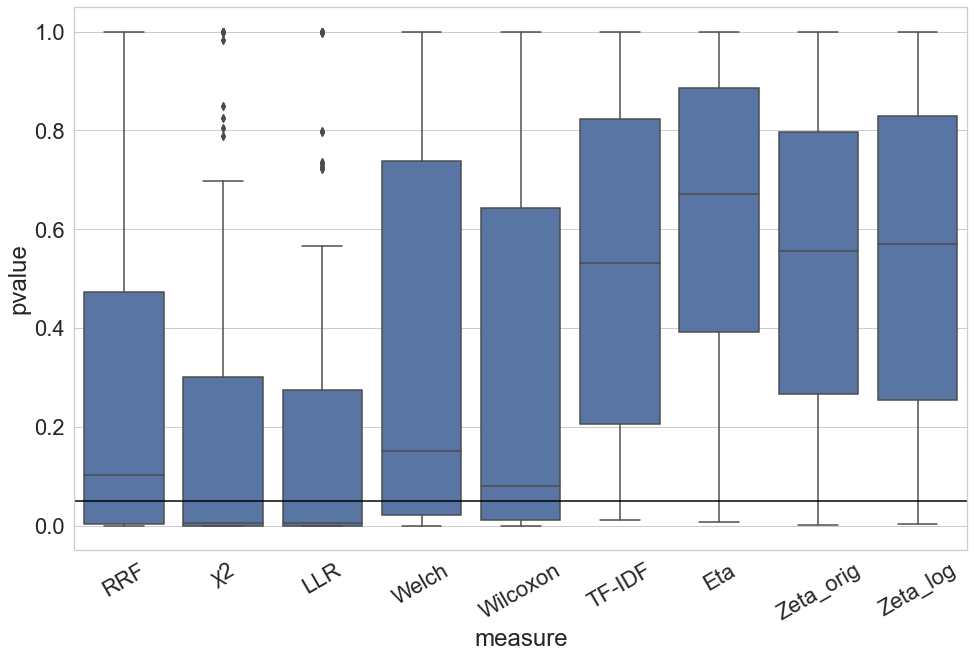 pvalue
1.0
0.8
0.6
0.4
0.2
0.0
RRF
χ2
LLR
Welch
Wilcoxon
TF-IDF
Eta
Zeta_orig
Zeta_log
measure